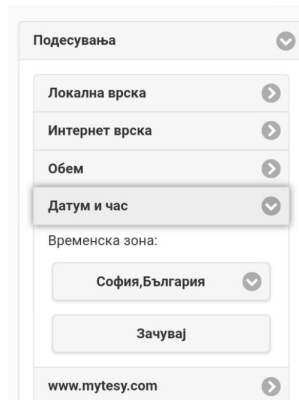 Подесувања
Локална врска
Интернет врска
Обем
Датум и час
Временска зона:
София,България
Зачувај
www.mytesy.com